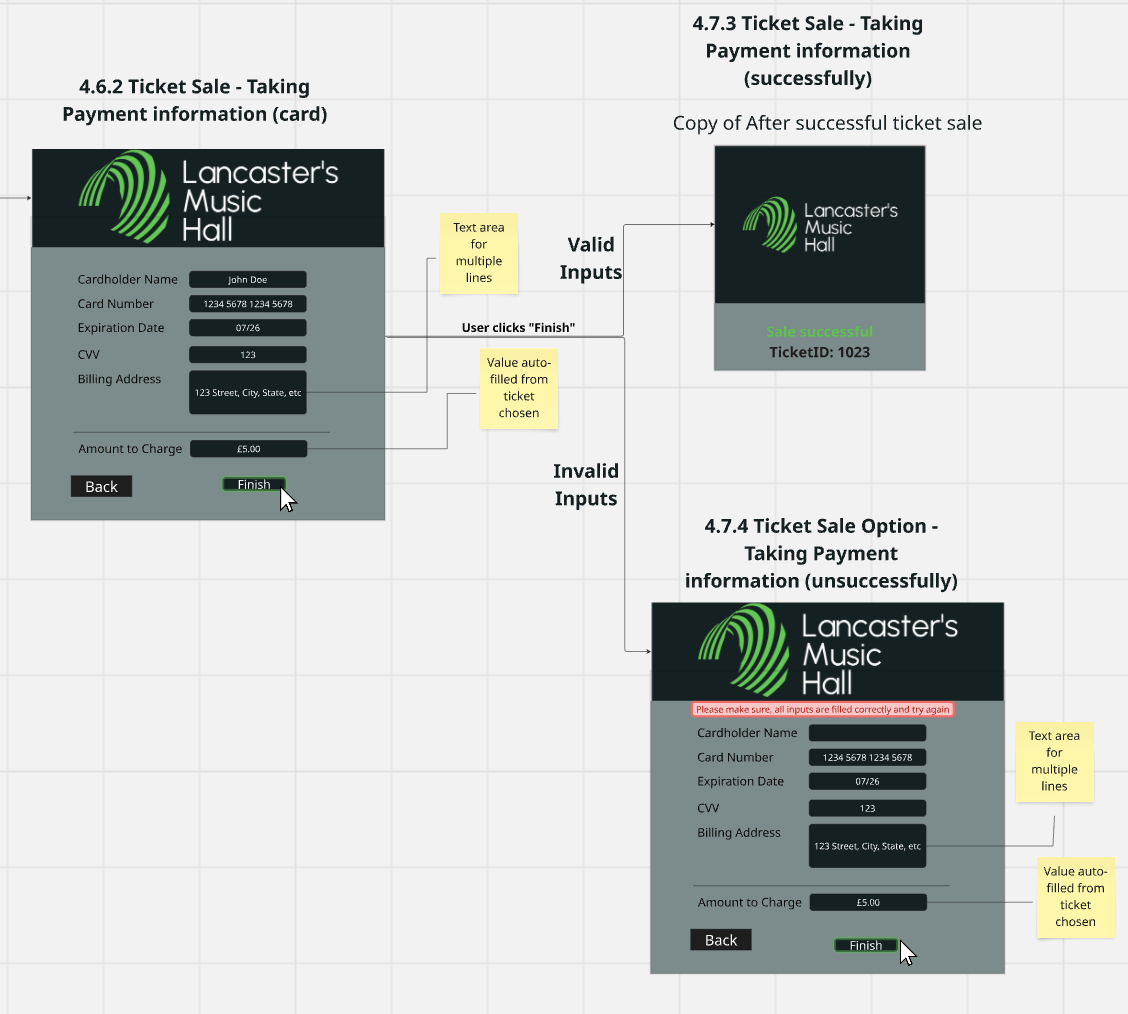 4.7.3 Ticket Sale - Taking
Payment information
(successfully)
4.6.2 Ticket Sale - Taking
Payment information (card)
Copy of After successful ticket sale
Lancaster's
Music
Hall
Cardholder Name
John Doe
Card Number
1234 5678 1234 5678
Expiration Date
07/26
CVV
123
Billing Address
123 Street, City, State, etc
Amount to Charge
£5.00
Back
Finish
Text area
for
multiple
lines
Value auto-
filled from
ticket
chosen
User clicks "Finish"
Valid
Inputs
Lancaster's
Music
Hall
Sale successful
TicketID: 1023
Invalid
Inputs
4.7.4 Ticket Sale Option -
Taking Payment
information (unsuccessfully)
Lancaster's
Music
Hall
Please make sure, all inputs are filled correctly and try again
Cardholder Name
Card Number
1234 5678 1234 5678
Expiration Date
07/26
CVV
123
Billing Address
123 Street, City, State, etc
Amount to Charge
£5.00
Back
Finish
Text area
for
multiple
lines
Value auto-
filled from
ticket
chosen